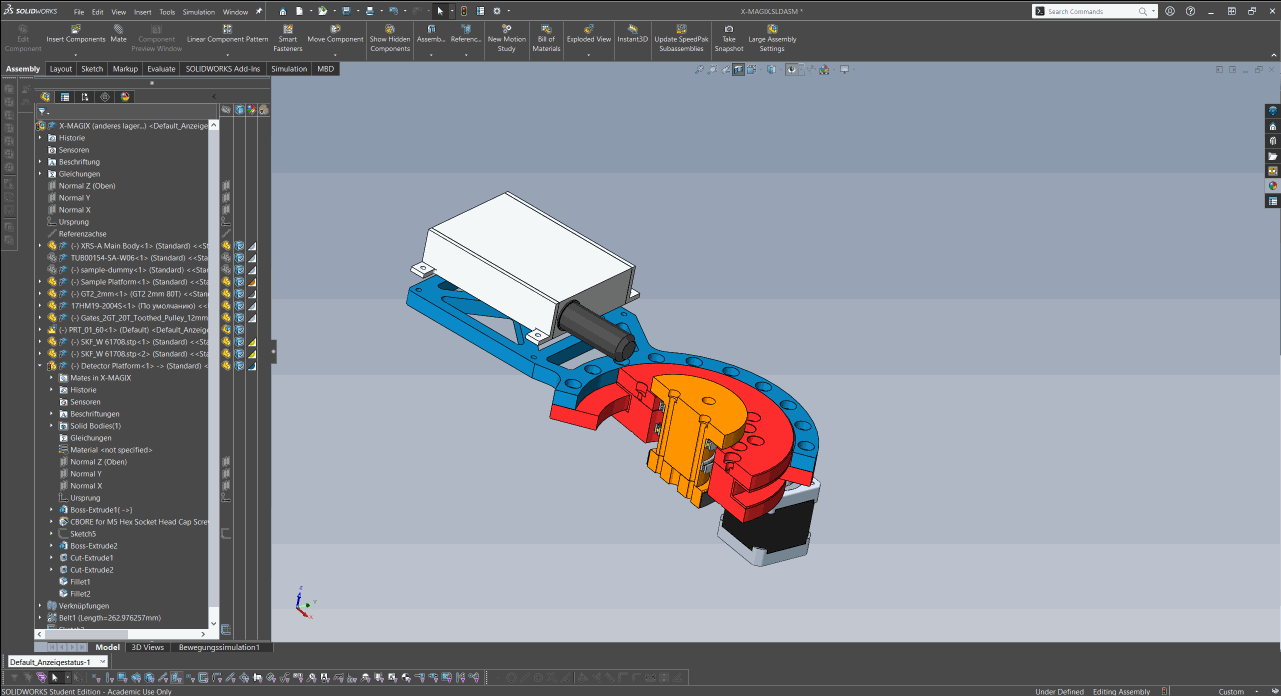 SOLIDWORKS File Edit View Insert Tools Simulation Window X-MAGIX.SLDASM * Search Commands
Edit Component
Insert Components
Mate
Component Preview Window
Linear Component Pattern
Smart Fasteners
Move Component
Show Hidden Components
Assemb...
Referenc...
New Motion Study
Bill of Materials
Exploded View
Instant3D
Update SpeedPak Subassemblies
Take Snapshot
Large Assembly Settings
Assembly Layout Sketch Markup Evaluate SOLIDWORKS Add-Ins Simulation MBD
X-MAGIX (anderes lager...) <Default_Anzeige
Historie
Sensoren
Beschriftung
Gleichungen
Normal Z (Oben)
Normal Y
Normal X
Ursprung
Referenzachse
(-) XRS-A Main Body<1> (Standard) <<St
TUB00154-SA-W06<1> (Standard) <<Sta
(-) sample-dummy<1> (Standard) <<St
(-) Sample Platform<1> (Standard) <<St
(-) GT2_2mm<1> (GT2 2mm 80T) <<Stan
17HM19-2004S<1> (По умолчанию) <<
(-) Gates_2GT_20T_Toothed_Pulley_12mm
(-) PRT_01_60<1> (Default) <Default_Anzeige
(-) SKF_W 61708.stp<1> (Standard) <<St
(-) SKF_W 61708.stp<2> (Standard) <<St
(-) Detector Platform<1> -> (Standard) <
Mates in X-MAGIX
Historie
Sensoren
Beschriftungen
Solid Bodies(1)
Gleichungen
Material <not specified>
Normal Z (Oben)
Normal Y
Normal X
Ursprung
Boss-Extrude1( ->)
CBORE for M5 Hex Socket Head Cap Scre
Sketch5
Boss-Extrude2
Cut-Extrude1
Cut-Extrude2
Fillet1
Fillet2
Verknüpfungen
Belt1 (Length=262.976257mm)
Z
Y
X
Model 3D Views Bewegungssimulation1
Default_Anzeigestatus-1
SOLIDWORKS Student Edition - Academic Use Only Under Defined Editing Assembly Custom